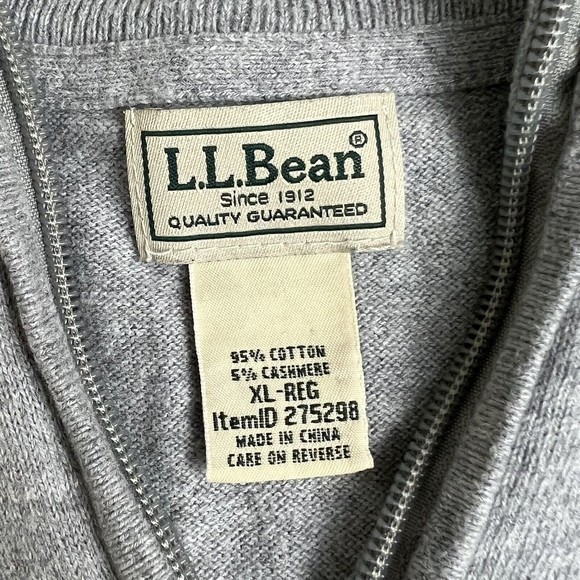 L.L.Bean®
Since 1912
QUALITY GUARANTEED
95% COTTON
5% CASHMERE
XL-REG
ItemID 275298
MADE IN CHINA
CARE ON REVERSE